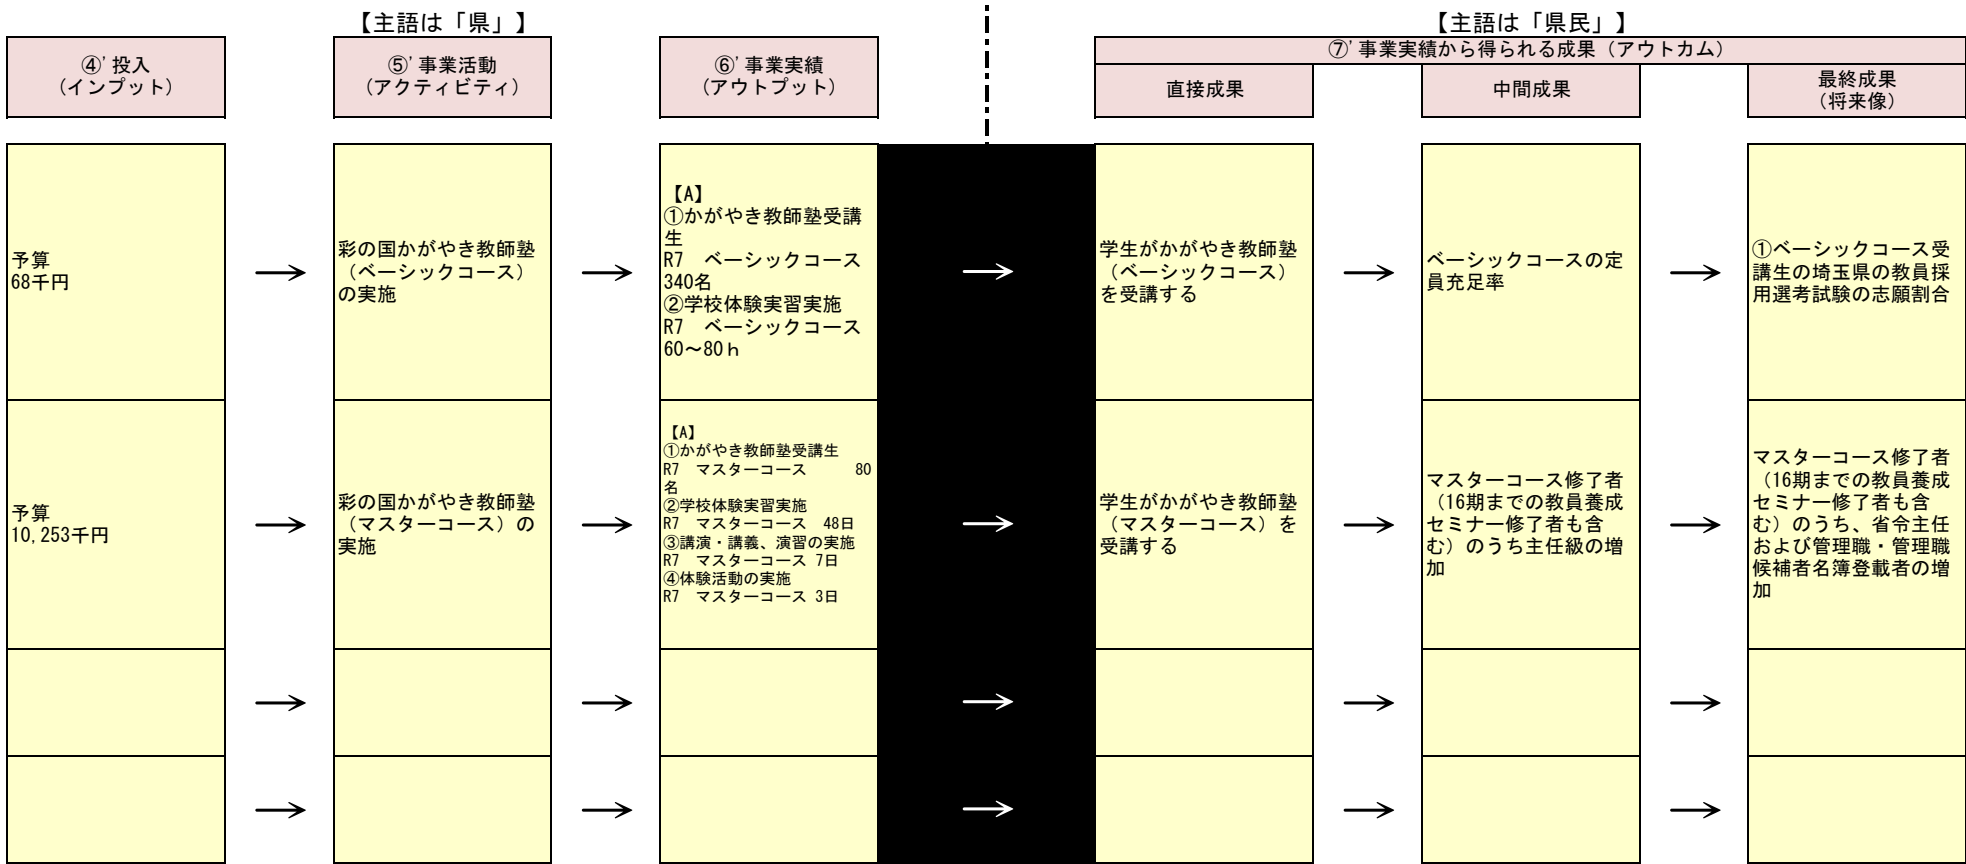 【主語は「県」】
【主語は「県民」】
④' 投入
（インプット）
⑤' 事業活動
（アクティビティ）
⑥' 事業実績
（アウトプット）
⑦' 事業実績から得られる成果（アウトカム）
直接成果
中間成果
最終成果
（将来像）
予算
68千円
→
彩の国かがやき教師塾
（ベーシックコース）
の実施
→
【A】
①かがやき教師塾受講
生
R7　ベーシックコース
340名
②学校体験実習実施
R7　ベーシックコース
60～80ｈ
→
学生がかがやき教師塾
（ベーシックコース）
を受講する
→
ベーシックコースの定
員充足率
→
①ベーシックコース受
講生の埼玉県の教員採
用選考試験の志願割合
予算
10,253千円
→
彩の国かがやき教師塾
（マスターコース）の
実施
→
【A】
①かがやき教師塾受講生
R7　マスターコース　　　80
名
②学校体験実習実施
R7　マスターコース　48日
③講演・講義、演習の実施
R7　マスターコース 7日
④体験活動の実施
R7　マスターコース 3日
→
学生がかがやき教師塾
（マスターコース）を
受講する
→
マスターコース修了者
（16期までの教員養成
セミナー修了者も含
む）のうち主任級の増
加
→
マスターコース修了者
（16期までの教員養成
セミナー修了者も含
む）のうち、省令主任
および管理職・管理職
候補者名簿登載者の増
加
→
→
→
→
→
→
→
→
→
→